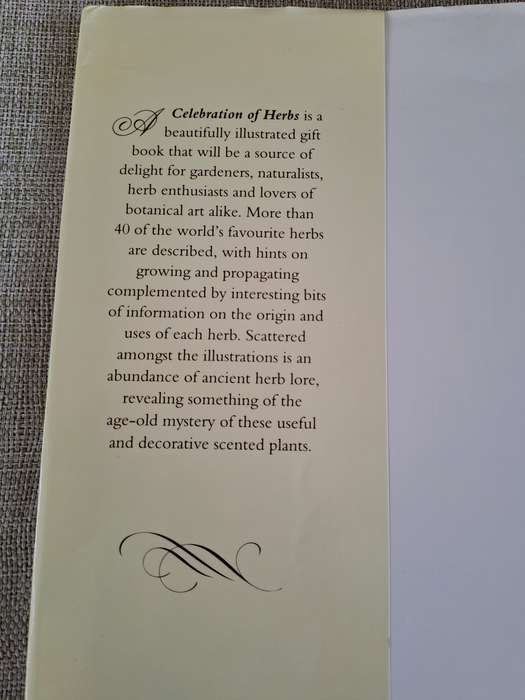 A Celebration of Herbs is a
beautifully illustrated gift
book that will be a source of
delight for gardeners, naturalists,
herb enthusiasts and lovers of
botanical art alike. More than
40 of the world's favourite herbs
are described, with hints on
growing and propagating
complemented by interesting bits
of information on the origin and
uses of each herb. Scattered
amongst the illustrations is an
abundance of ancient herb lore,
revealing something of the
age-old mystery of these useful
and decorative scented plants.